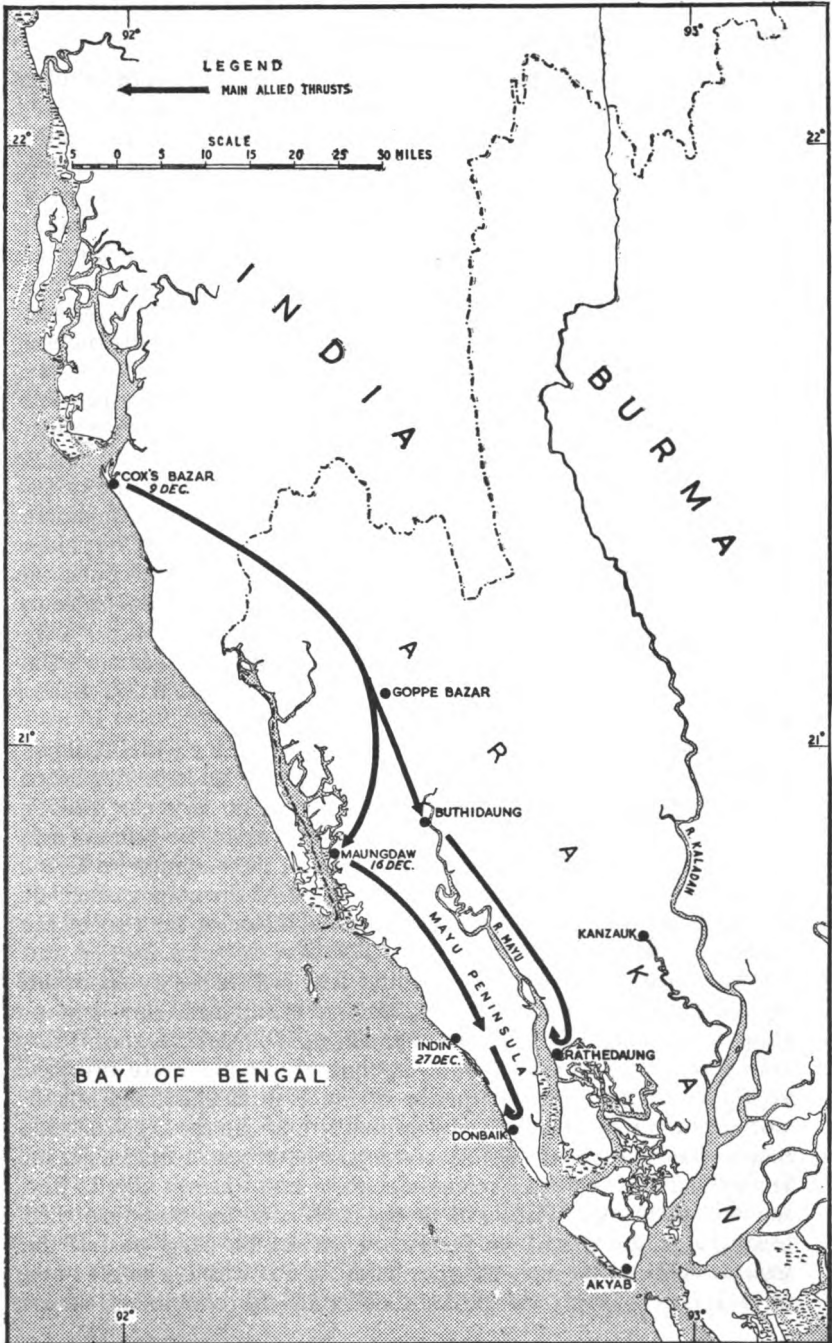 92°
93°
LEGEND
MAIN ALLIED THRUSTS.
22°
22°
SCALE
5 0 5 10 15 20 25 30 MILES
INDIA
BURMA
COX'S BAZAR
9 DEC.
ARAKAN
GOPPE BAZAR
21°
21°
BUTHIDAUNG
MAUNGDAW
16 DEC.
R. KALADAN
KANZAUK
R. MAYU
MAYU PENINSULA
INDIN
27 DEC.
RATHEDAUNG
BAY OF BENGAL
DONBAIK
AKYAB
92°
93°